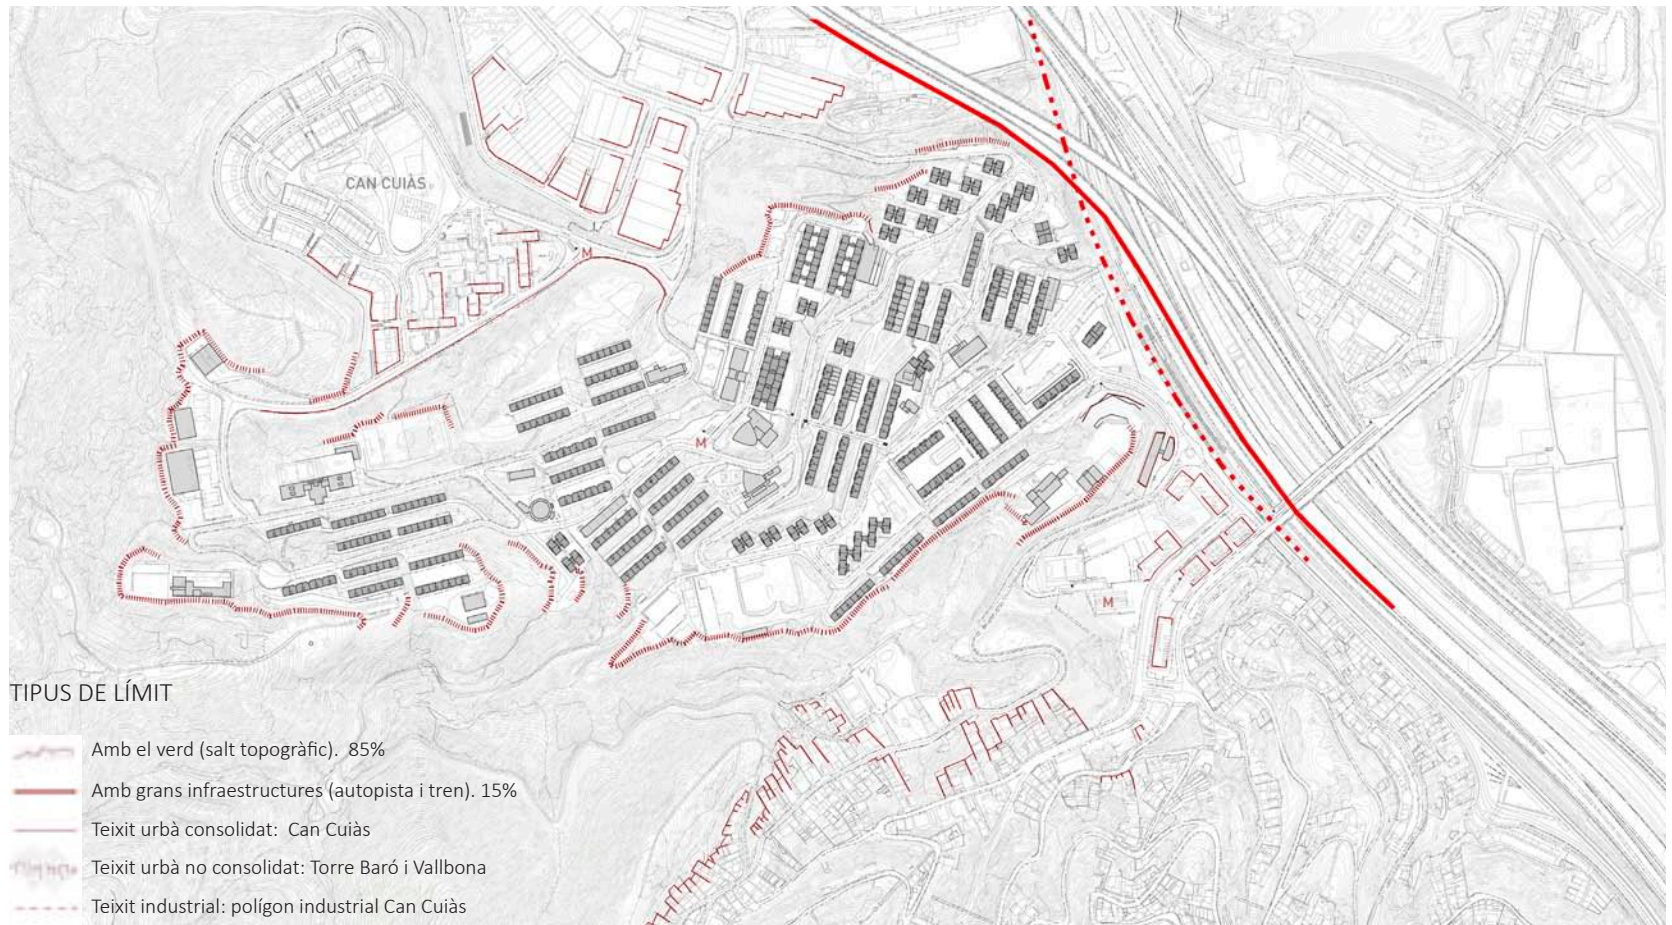 CAN CUIÀS
M
M
M
TIPUS DE LÍMIT
Amb el verd (salt topogràfic). 85%
Amb grans infraestructures (autopista i tren). 15%
Teixit urbà consolidat: Can Cuiàs
Teixit urbà no consolidat: Torre Baró i Vallbona
Teixit industrial: polígon industrial Can Cuiàs